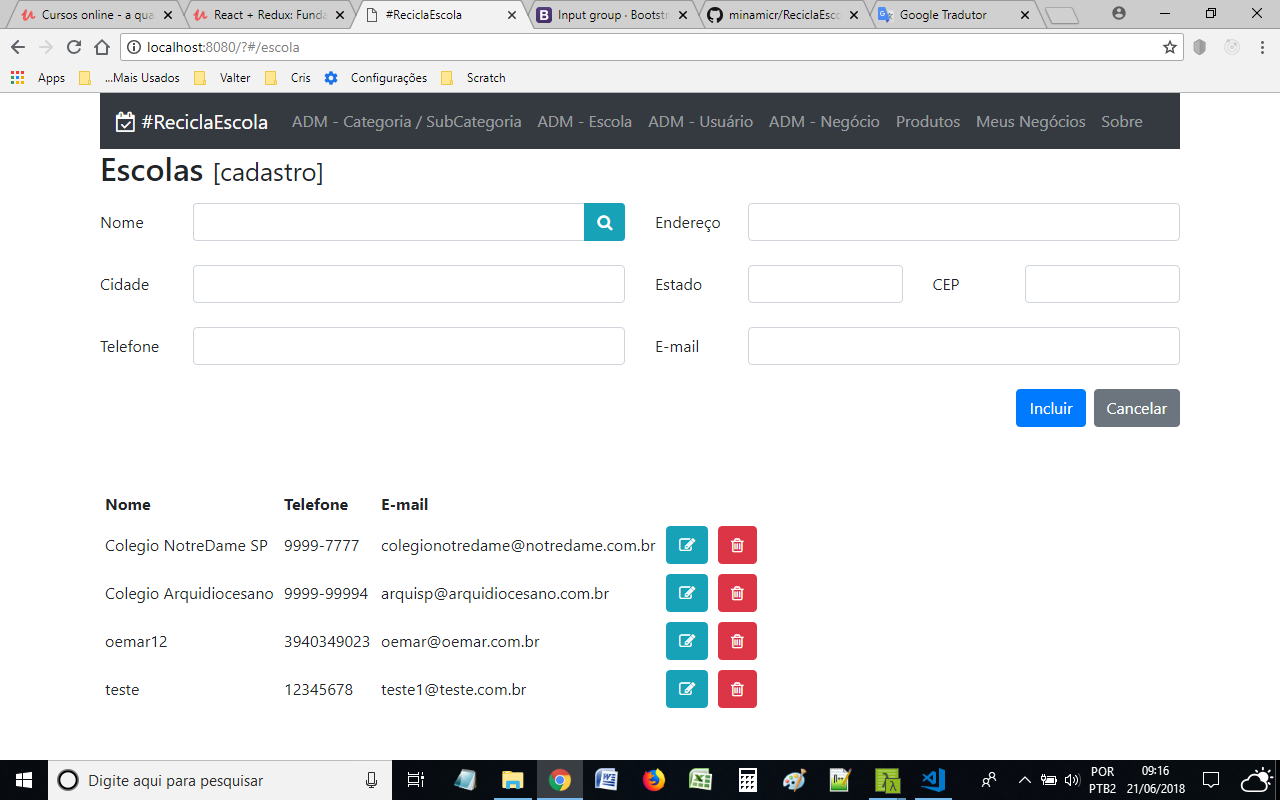 Cursos online - a qua
React + Redux: Funda
#ReciclaEscola
Input group · Bootstr
minamicr/ReciclaEsco
Google Tradutor
localhost:8080/?#/escola
Apps ...Mais Usados Valter Cris Configurações Scratch
#ReciclaEscola ADM - Categoria / SubCategoria ADM - Escola ADM - Usuário ADM - Negócio Produtos Meus Negócios Sobre
Escolas [cadastro]
Nome Endereço
Cidade Estado CEP
Telefone E-mail
Incluir Cancelar
Nome Telefone E-mail
Colegio NotreDame SP 9999-7777 colegionotredame@notredame.com.br
Colegio Arquidiocesano 9999-99994 arquisp@arquidiocesano.com.br
oemar12 3940349023 oemar@oemar.com.br
teste 12345678 teste1@teste.com.br
Digite aqui para pesquisar
POR
PTB2
09:16
21/06/2018